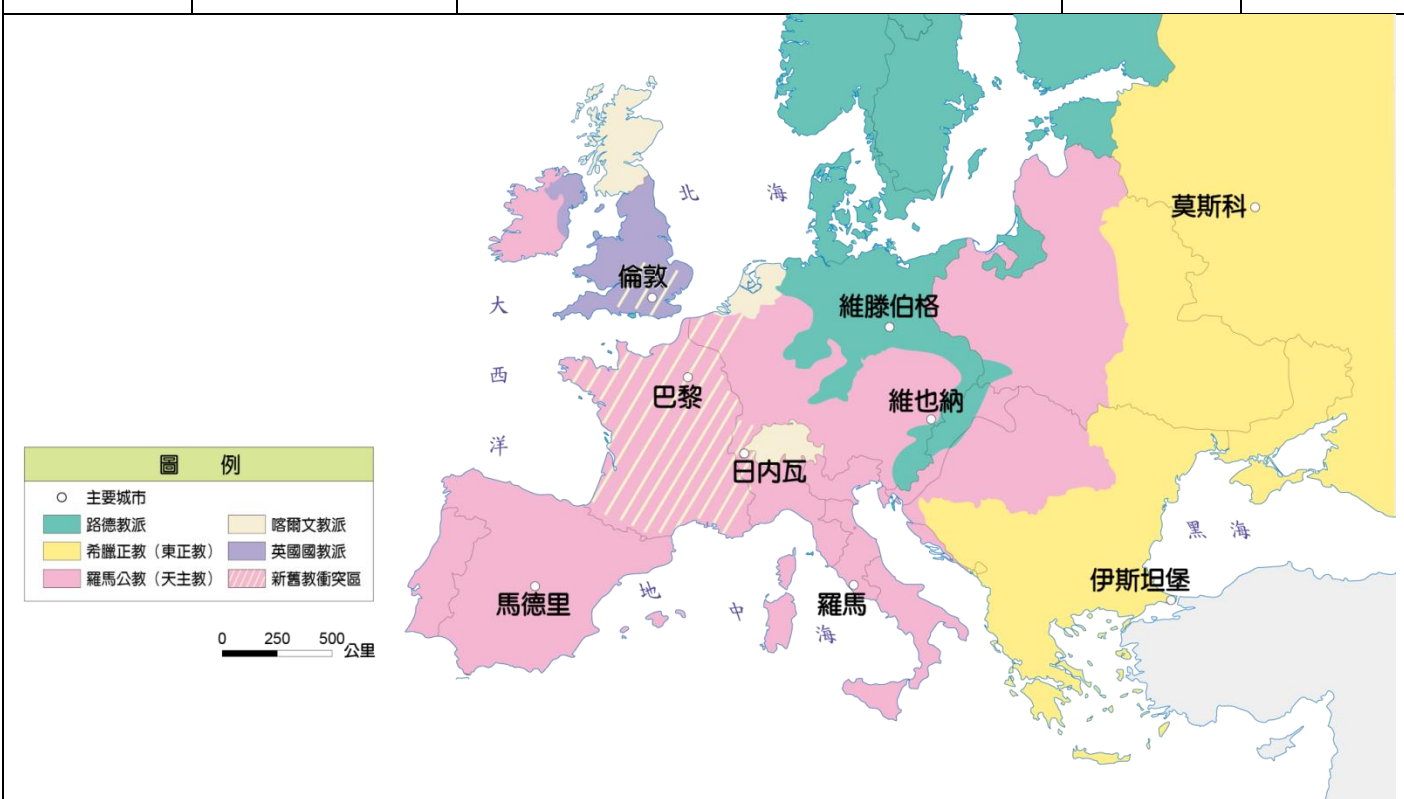 北海
莫斯科
倫敦
大西洋
維滕伯格
巴黎
維也納
日內瓦
圖例
主要城市
路德教派
喀爾文教派
希臘正教（東正教）
英國國教派
羅馬公教（天主教）
新舊教衝突區
黑海
伊斯坦堡
馬德里
地中海
羅馬
0 250 500公里